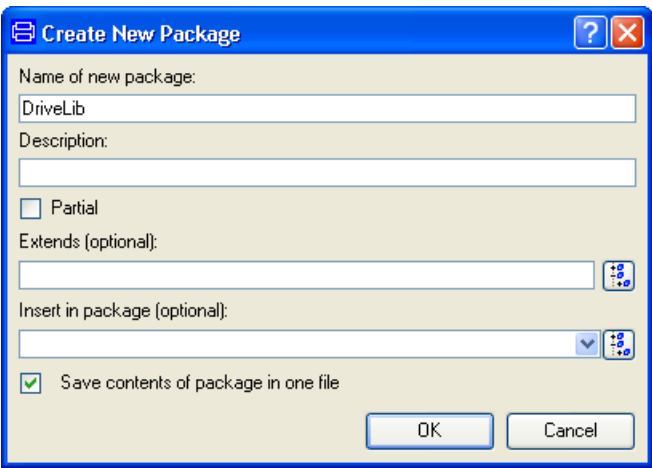 Create New Package
Name of new package:
DriveLib
Description:
Partial
Extends (optional):
Insert in package (optional):
Save contents of package in one file
OK Cancel